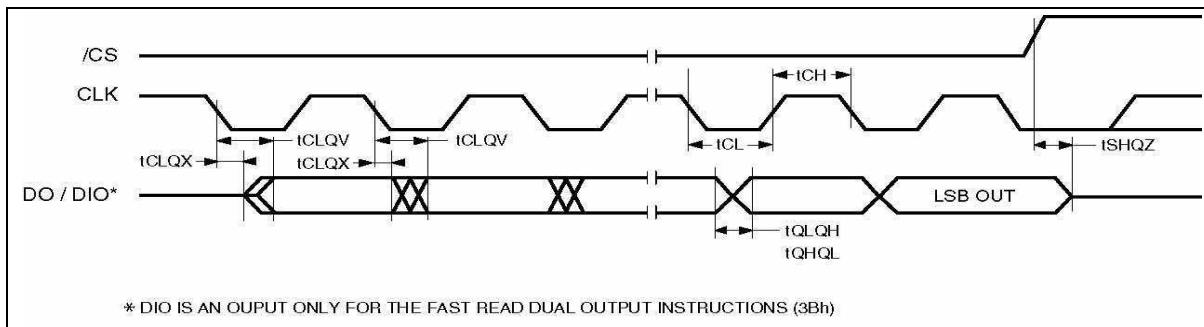 /CS
CLK
tCH
tCLQV
tCLQV
tCL
tSHQZ
tCLQX
tCLQX
DO / DIO*
LSB OUT
tQLQH
tQHQL
* DIO IS AN OUPUT ONLY FOR THE FAST READ DUAL OUTPUT INSTRUCTIONS (3Bh)